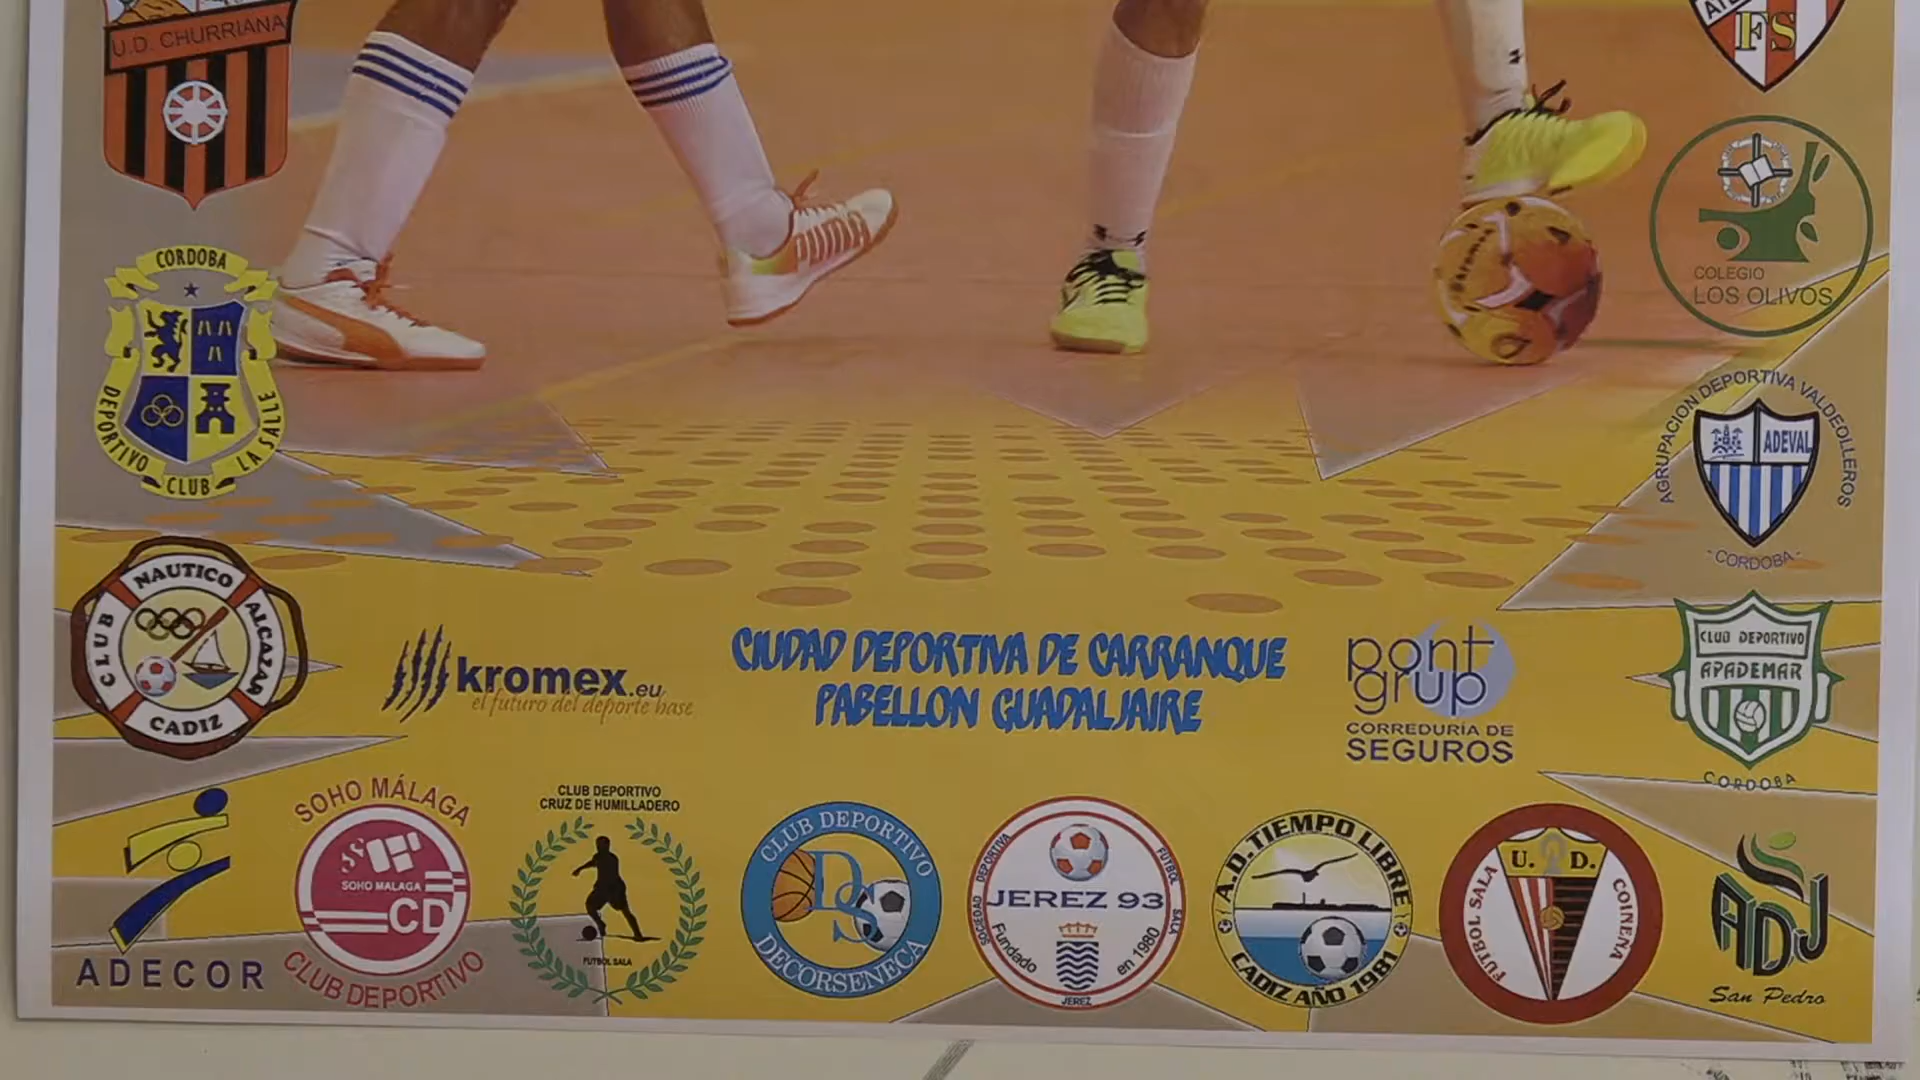 U.D. CHURRIANA
FS
COLEGIO
LOS OLIVOS
PUMA
CORDOBA
DEPORTIVO
LA SALLE
CLUB
AGRUPACION DEPORTIVA VALDEOLLEROS
ADEVAL
-CORDOBA-
CLUB
NAUTICO
ALCAZAR
CADIZ
kromex.eu
el futuro del deporte base
CIUDAD DEPORTIVA DE CARRANQUE
PABELLON GUADALJAIRE
pont
grup
CORREDURÍA DE
SEGUROS
CLUB DEPORTIVO
APADEMAR
CORDOBA
ADECOR
SOHO MÁLAGA
SOHO MALAGA
CD
CLUB DEPORTIVO
CLUB DEPORTIVO
CRUZ DE HUMILLADERO
FUTBOL SALA
CLUB DEPORTIVO
DS
DECORSENECA
SOCIEDAD DEPORTIVA FUTBOL SALA
JEREZ 93
Fundado en 1980
JEREZ
A.D. TIEMPO LIBRE
CADIZ AÑO 1981
U. D.
FUTBOL SALA
COINEÑA
ADJ
San Pedro